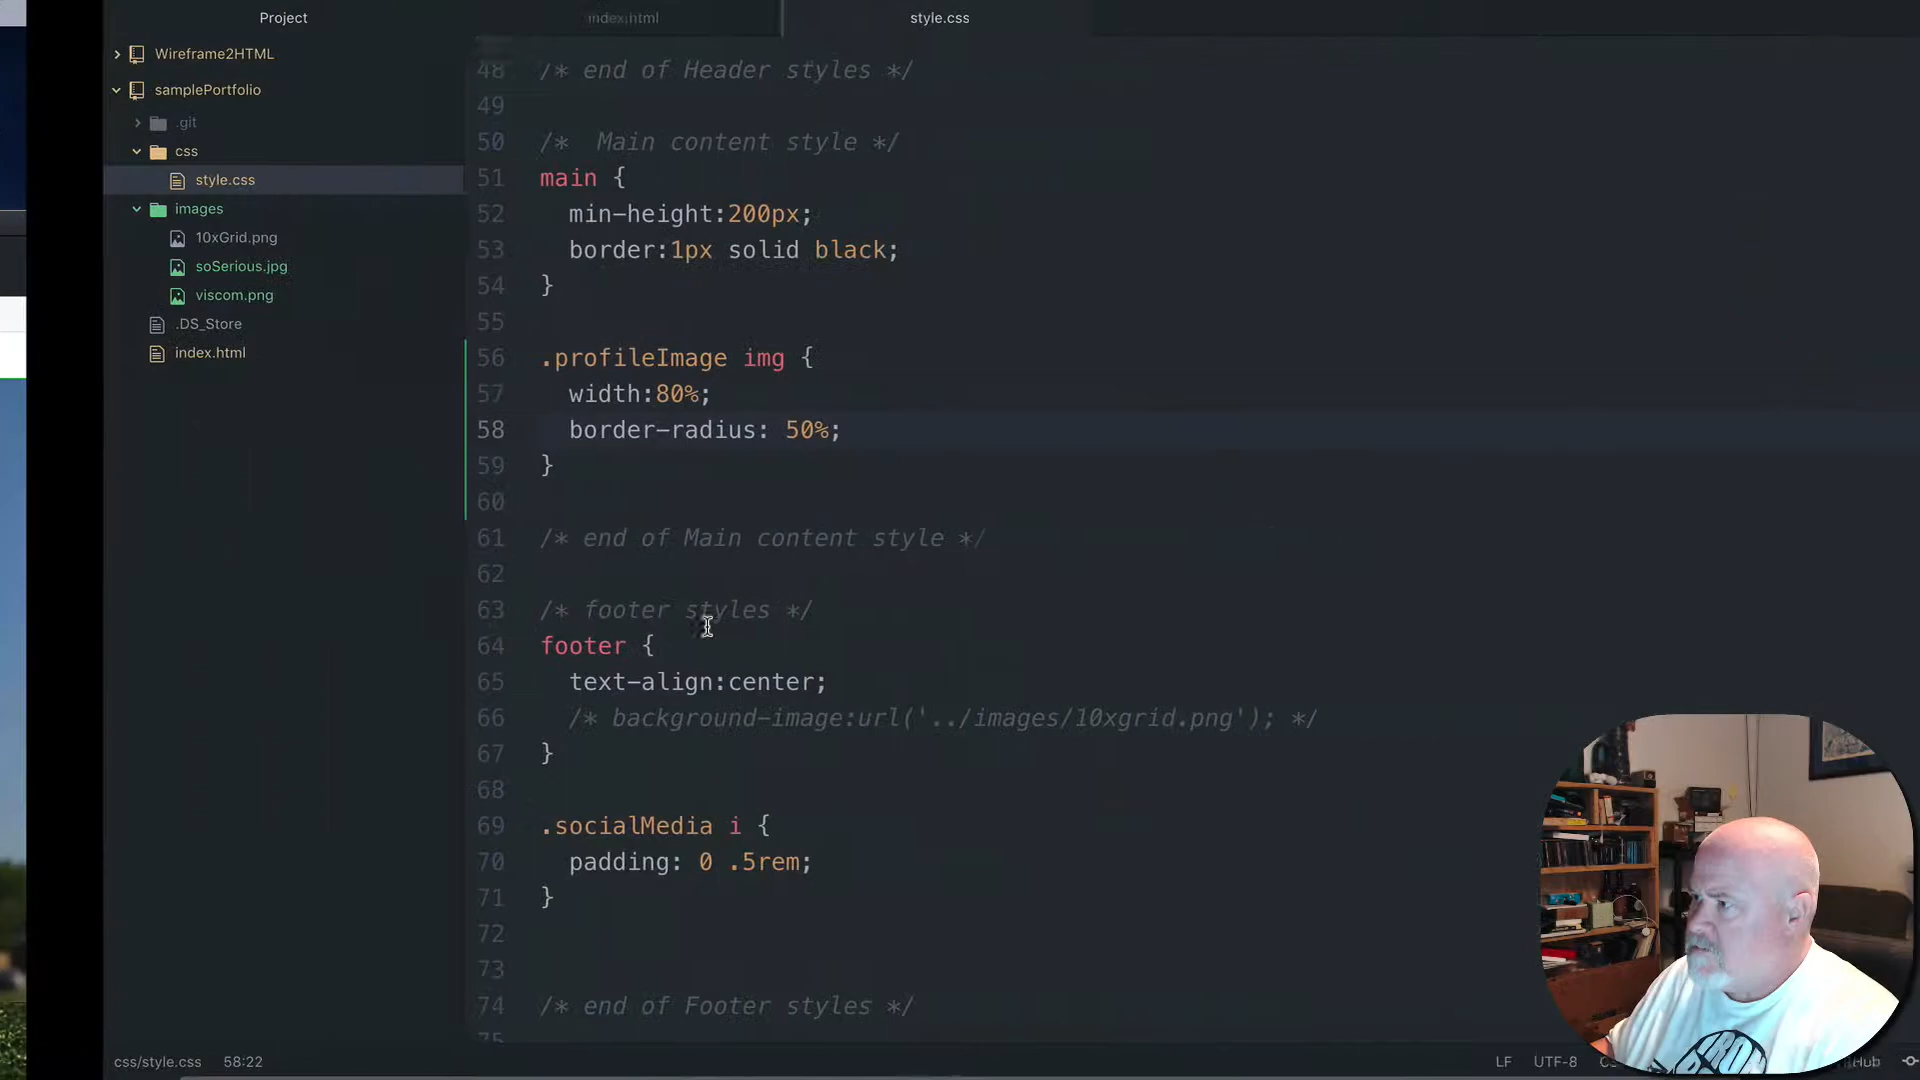 Project
index.html
style.css
Wireframe2HTML
samplePortfolio
.git
css
style.css
images
10xGrid.png
soSerious.jpg
viscom.png
.DS_Store
index.html
48 /* end of Header styles */
49
50 /*  Main content style */
51 main {
52   min-height:200px;
53   border:1px solid black;
54 }
55
56 .profileImage img {
57   width:80%;
58   border-radius: 50%;
59 }
60
61 /* end of Main content style */
62
63 /* footer styles */
64 footer {
65   text-align:center;
66   /* background-image:url('../images/10xgrid.png'); */
67 }
68
69 .socialMedia i {
70   padding: 0 .5rem;
71 }
72
73
74 /* end of Footer styles */
75
css/style.css 58:22
LF UTF-8